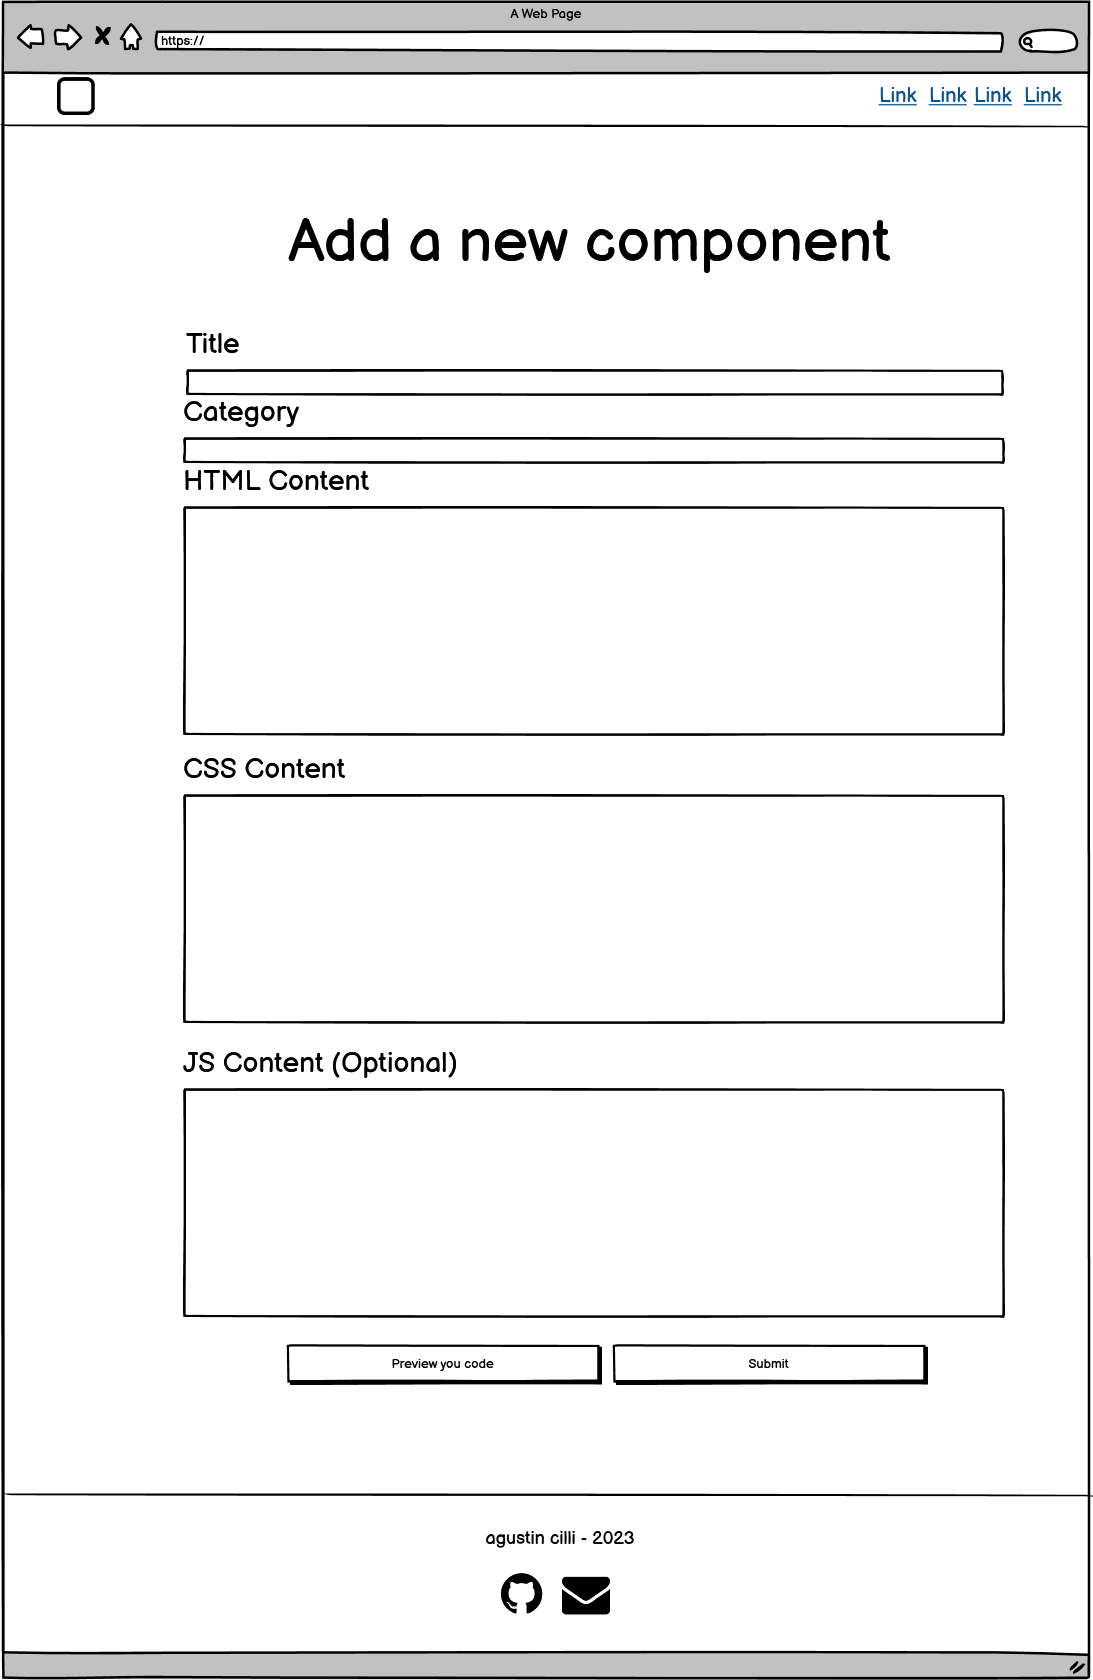 A Web Page
https://
Link Link Link Link
Add a new component
Title
Category
HTML Content
CSS Content
JS Content (Optional)
Preview you code Submit
agustin cilli - 2023